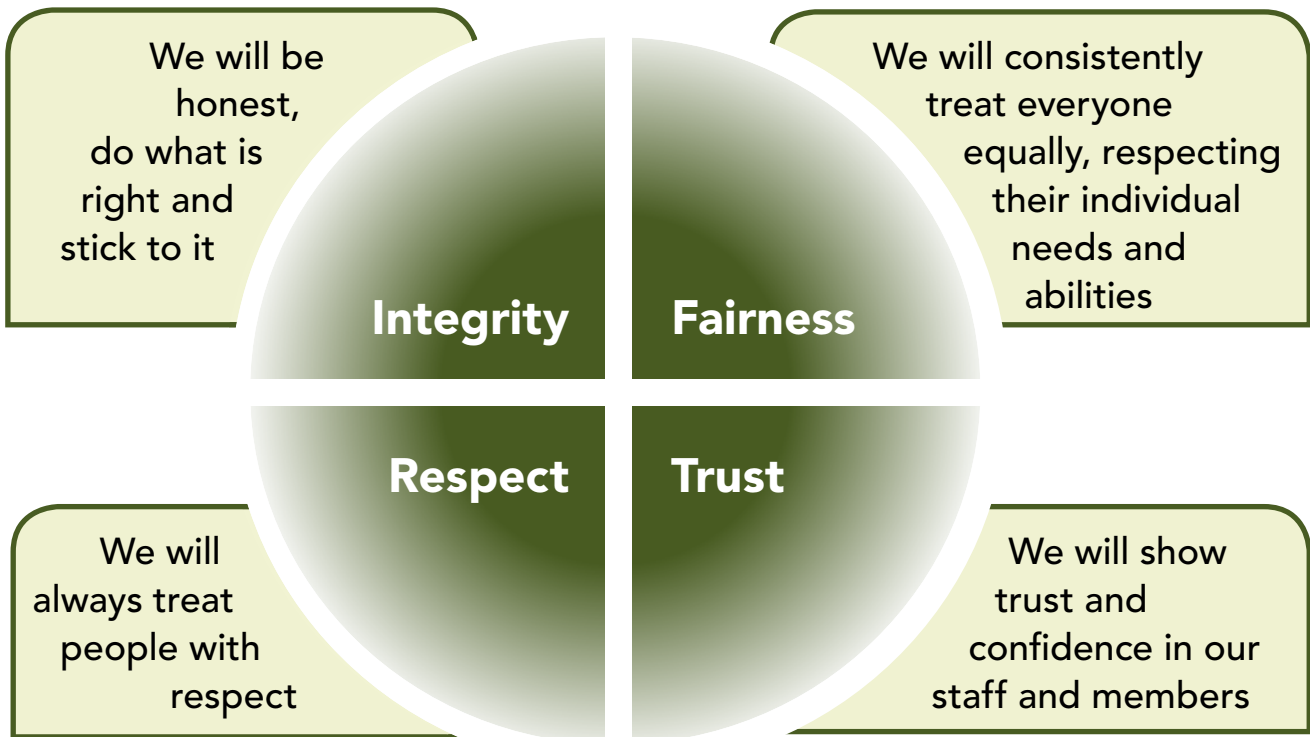 We will be
honest,
do what is
right and
stick to it
We will consistently
treat everyone
equally, respecting
their individual
needs and
abilities
Integrity
Fairness
Respect
Trust
We will
always treat
people with
respect
We will show
trust and
confidence in our
staff and members